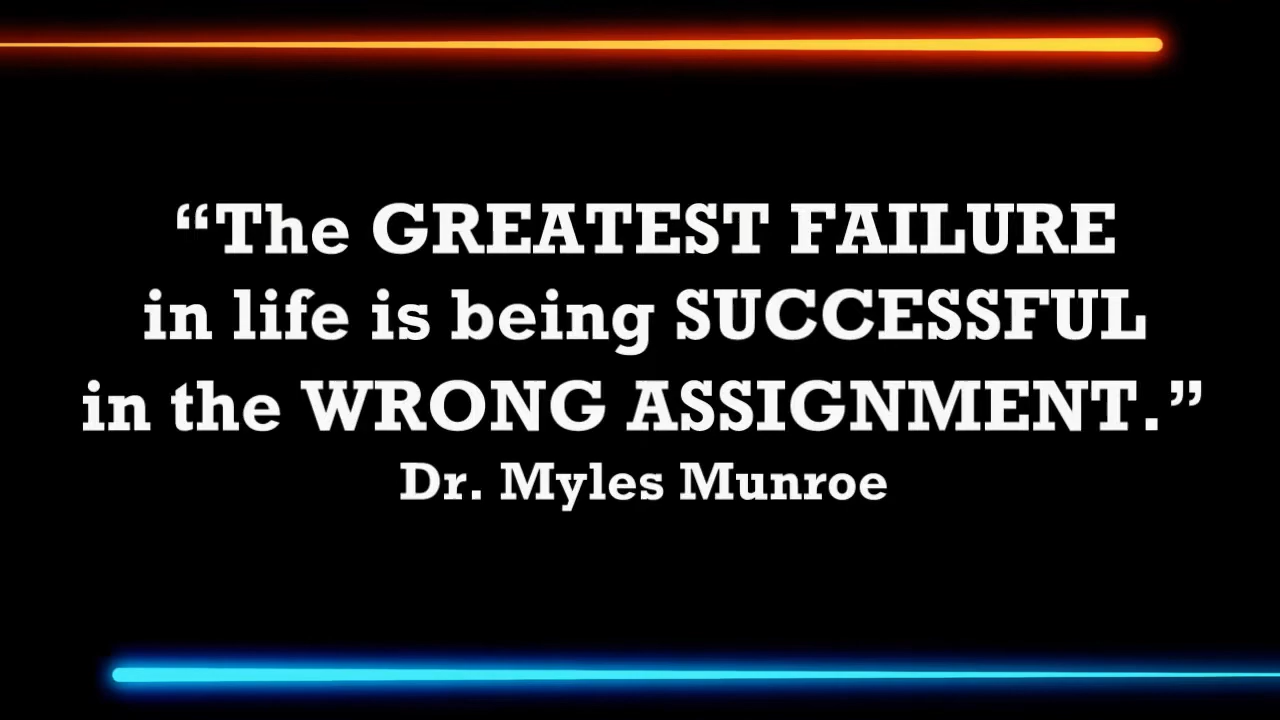 “The GREATEST FAILURE
in life is being SUCCESSFUL
in the WRONG ASSIGNMENT.”
Dr. Myles Munroe